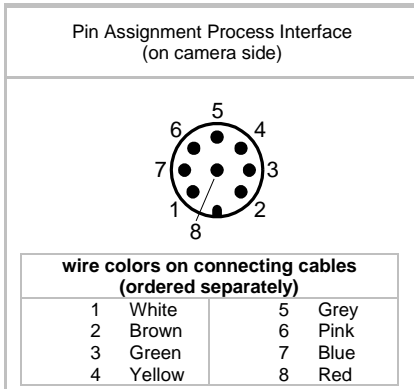 Pin Assignment Process Interface
(on camera side)
5
6 4
7 3
1 2
8
wire colors on connecting cables
(ordered separately)
1 White 5 Grey
2 Brown 6 Pink
3 Green 7 Blue
4 Yellow 8 Red